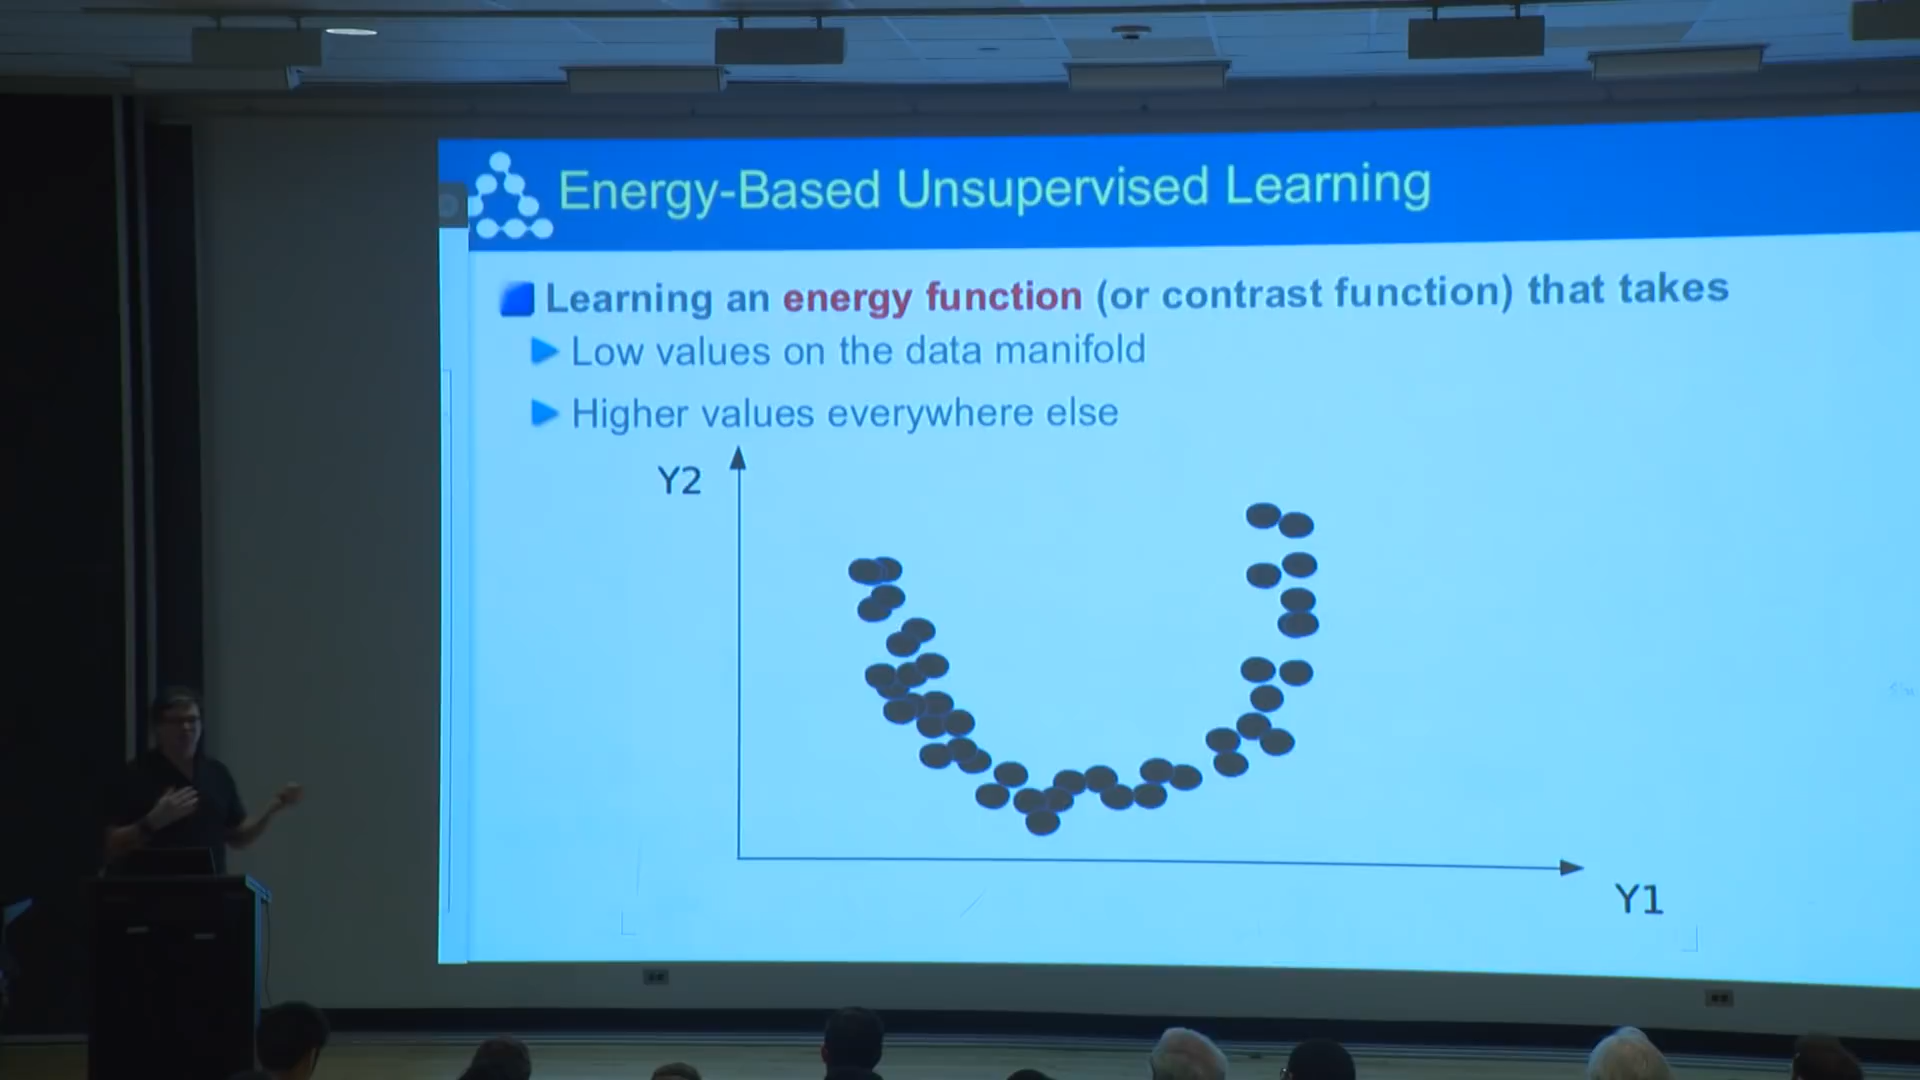 Energy-Based Unsupervised Learning
Learning an energy function (or contrast function) that takes
Low values on the data manifold
Higher values everywhere else
Y2
Y1